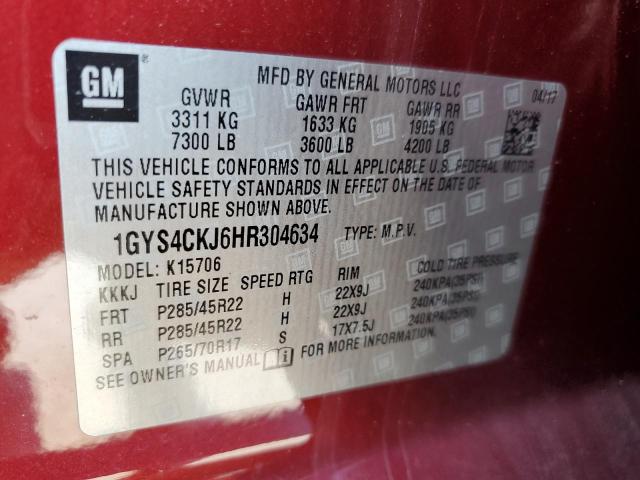 GM
MFD BY GENERAL MOTORS LLC
04/17
GVWR GAWR FRT GAWR RR
3311 KG 1633 KG 1905 KG
7300 LB 3600 LB 4200 LB
THIS VEHICLE CONFORMS TO ALL APPLICABLE U.S. FEDERAL MOTOR
VEHICLE SAFETY STANDARDS IN EFFECT ON THE DATE OF
MANUFACTURE SHOWN ABOVE.
1GYS4CKJ6HR304634 TYPE: M.P.V.
MODEL: K15706
KKKJ TIRE SIZE SPEED RTG RIM COLD TIRE PRESSURE
FRT P285/45R22 H 22X9J 240KPA(35PSI)
RR P285/45R22 H 22X9J 240KPA(35PSI)
SPA P265/70R17 S 17X7.5J 240KPA(35PSI)
SEE OWNER'S MANUAL i FOR MORE INFORMATION.